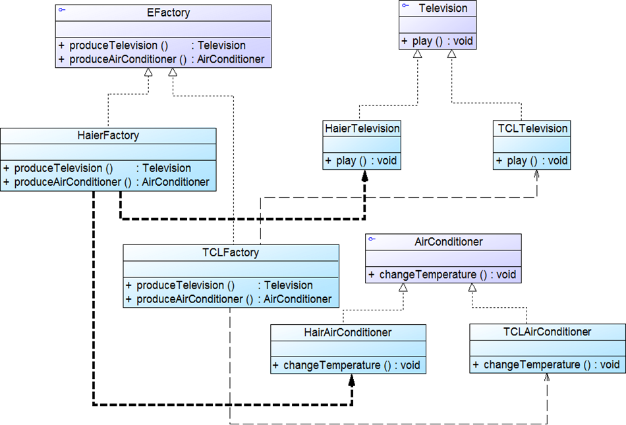 EFactory
+ produceTelevision () : Television
+ produceAirConditioner () : AirConditioner
Television
+ play () : void
HaierFactory
+ produceTelevision () : Television
+ produceAirConditioner () : AirConditioner
HaierTelevision
+ play () : void
TCLTelevision
+ play () : void
TCLFactory
+ produceTelevision () : Television
+ produceAirConditioner () : AirConditioner
AirConditioner
+ changeTemperature () : void
HairAirConditioner
+ changeTemperature () : void
TCLAirConditioner
+ changeTemperature () : void